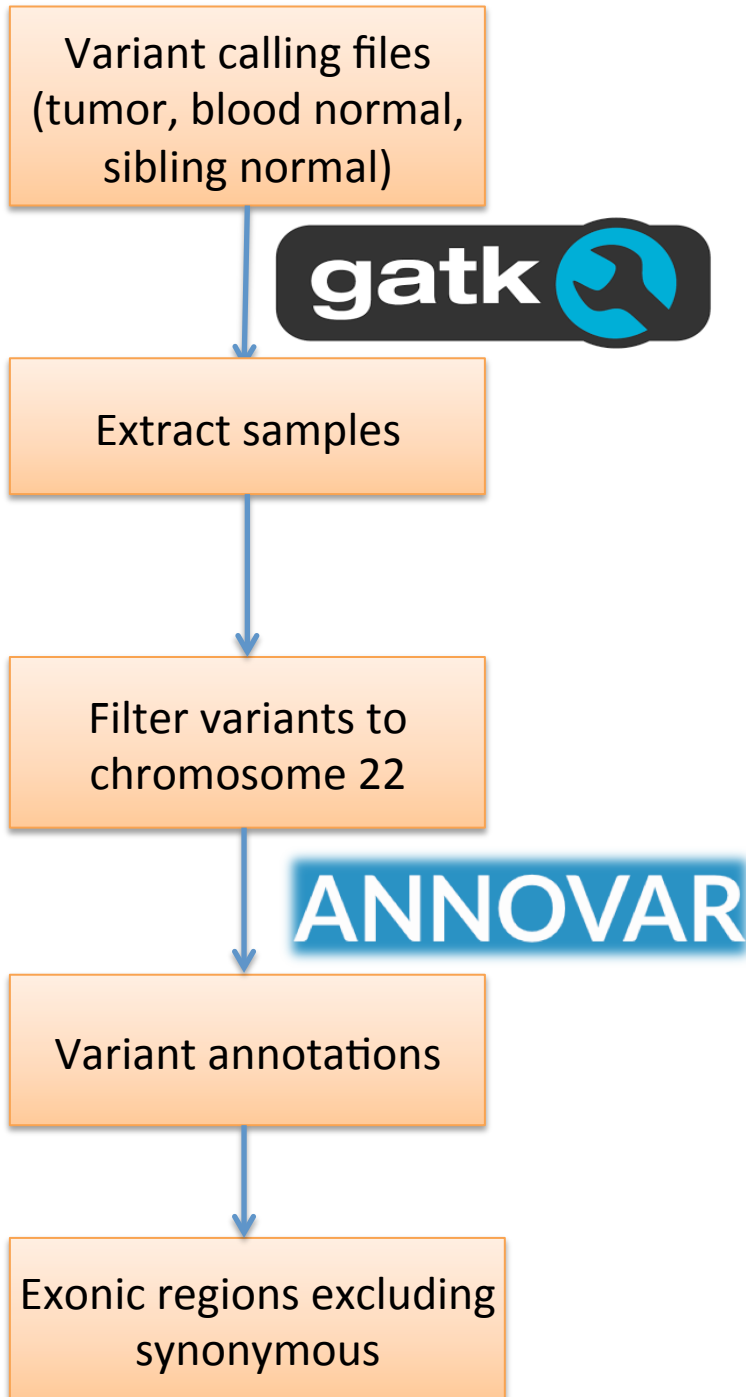 Variant calling files
(tumor, blood normal,
sibling normal)
gatk
Extract samples
Filter variants to
chromosome 22
ANNOVAR
Variant annotations
Exonic regions excluding
synonymous